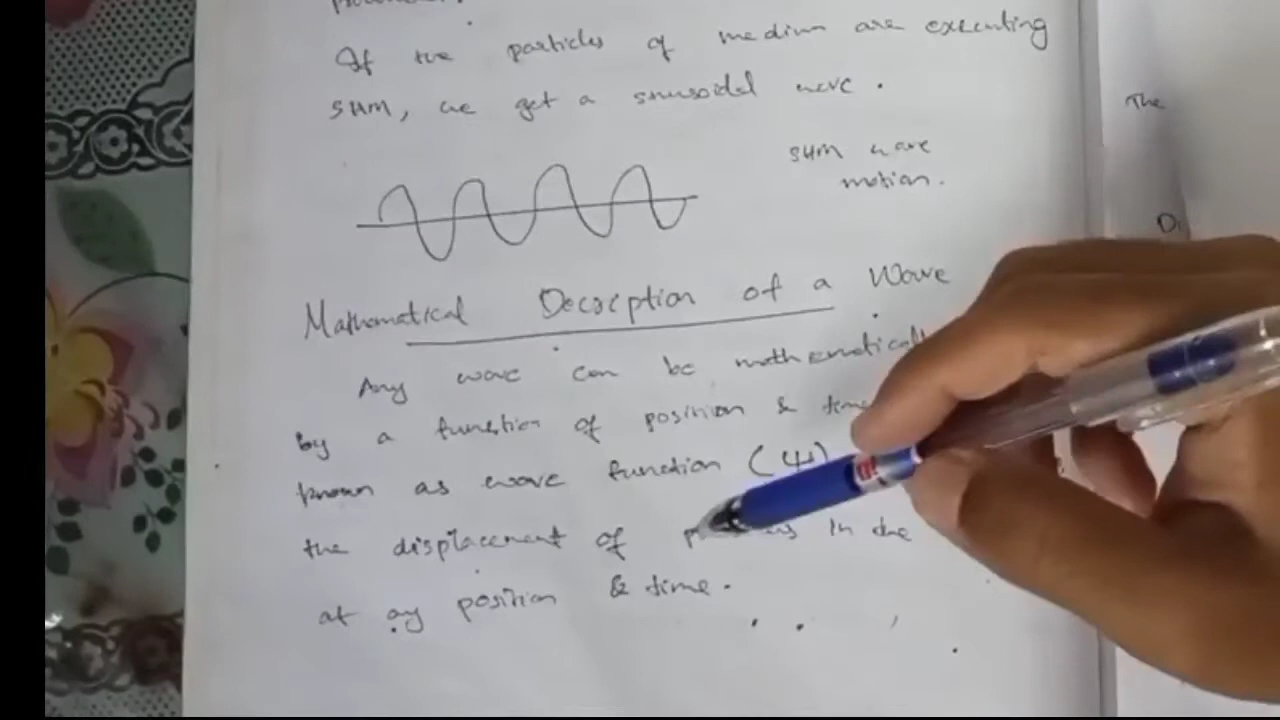 If the particles of medium are executing
SHM, we get a sinusoidal wave.
SHM wave
motion.
Mathematical Decsrption of a Wave
Any wave can be mathematically
by a function of position & time
known as wave function (Ψ)
the displacement of in the
at any position & time.
The